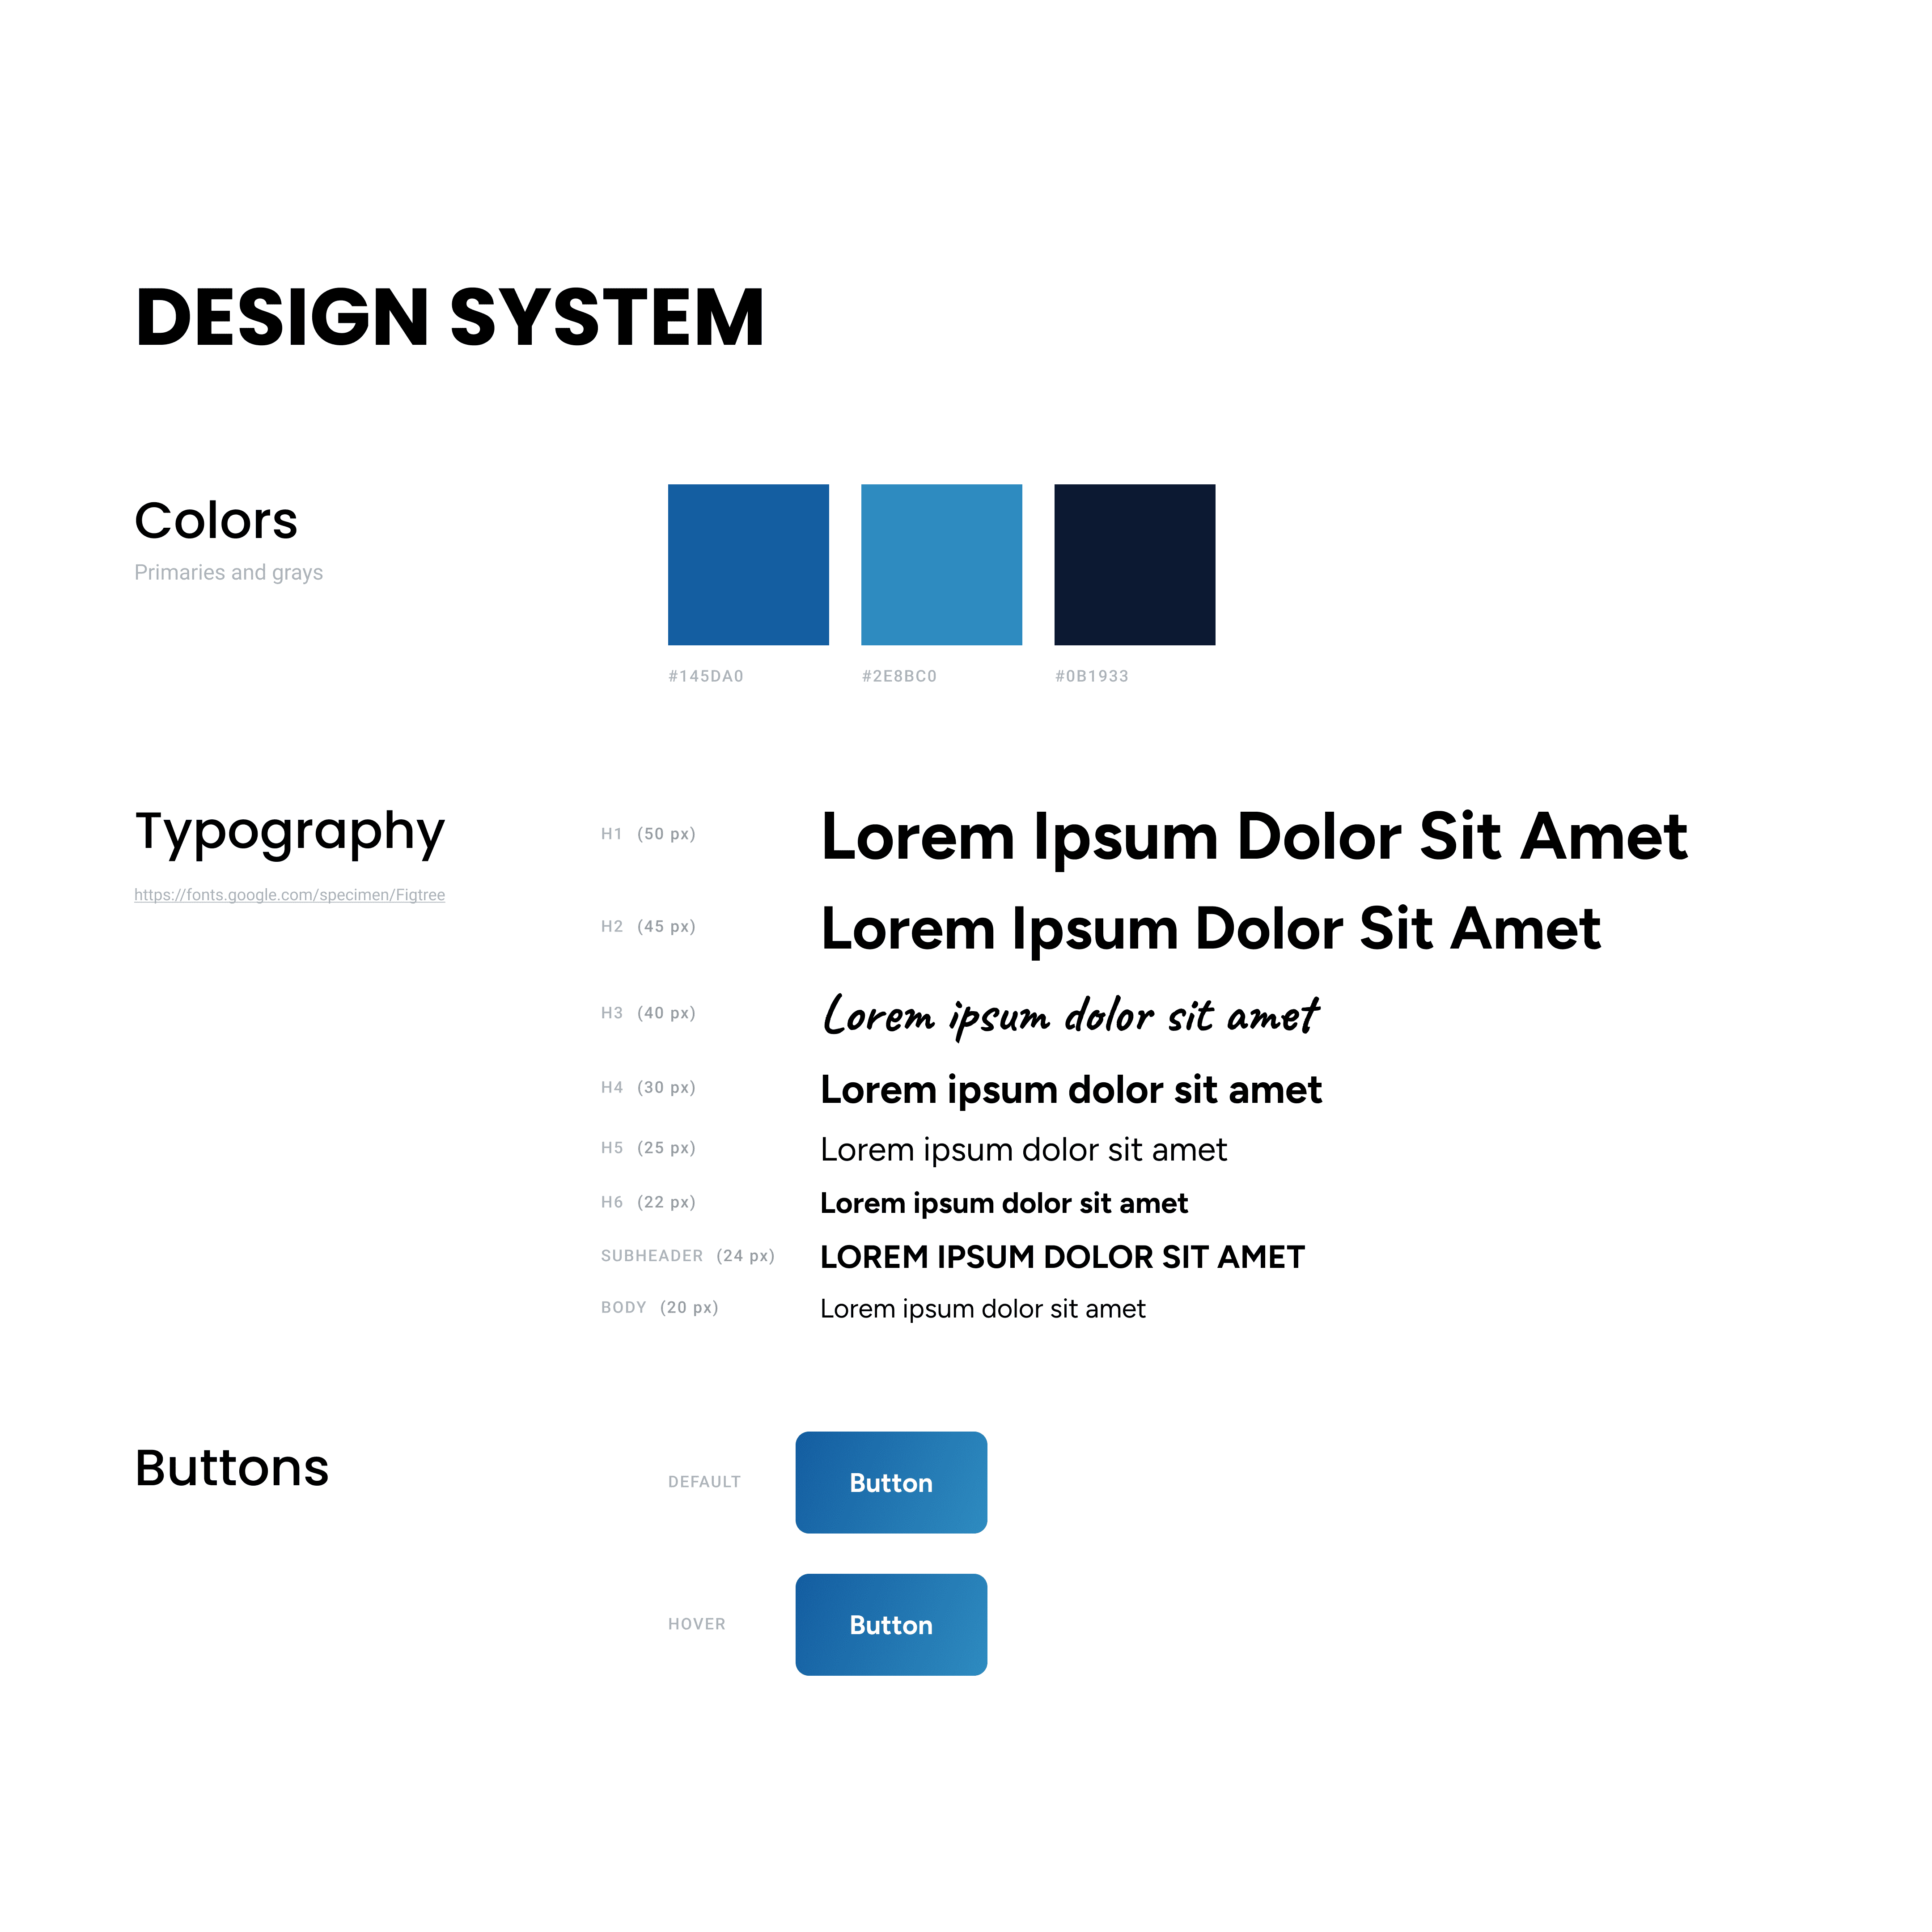 DESIGN SYSTEM
Colors
Primaries and grays
#145DA0
#2E8BC0
#0B1933
Typography
https://fonts.google.com/specimen/Figtree
H1 (50 px) Lorem Ipsum Dolor Sit Amet
H2 (45 px) Lorem Ipsum Dolor Sit Amet
H3 (40 px) Lorem ipsum dolor sit amet
H4 (30 px) Lorem ipsum dolor sit amet
H5 (25 px) Lorem ipsum dolor sit amet
H6 (22 px) Lorem ipsum dolor sit amet
SUBHEADER (24 px) LOREM IPSUM DOLOR SIT AMET
BODY (20 px) Lorem ipsum dolor sit amet
Buttons
DEFAULT Button
HOVER Button